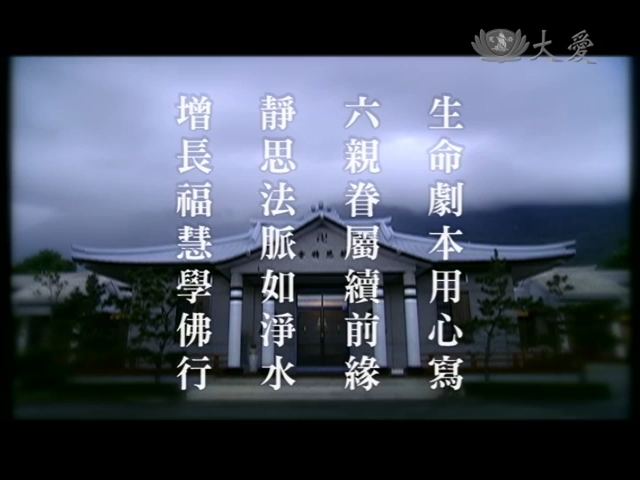 大愛
生命劇本用心寫
六親眷屬續前緣
靜思法脈如淨水
增長福慧學佛行